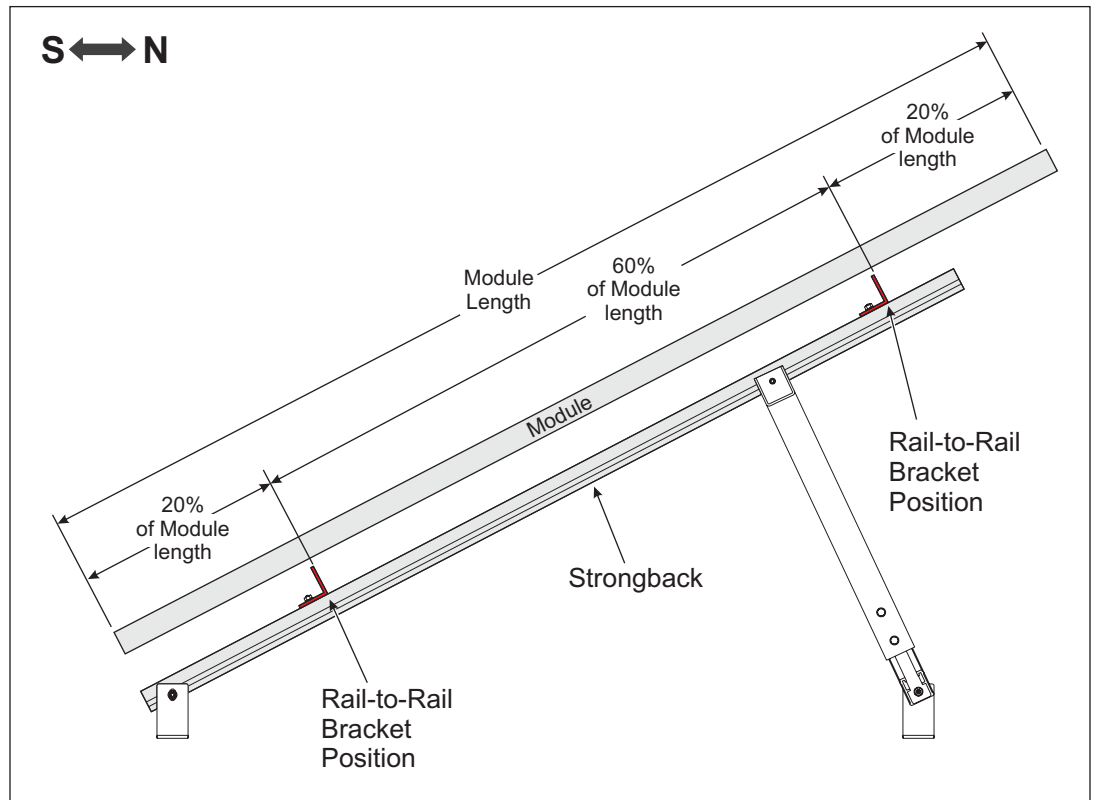 S N
20%
of Module
length
Module
Length
60%
of Module
length
Module
Rail-to-Rail
Bracket
Position
20%
of Module
length
Strongback
Rail-to-Rail
Bracket
Position